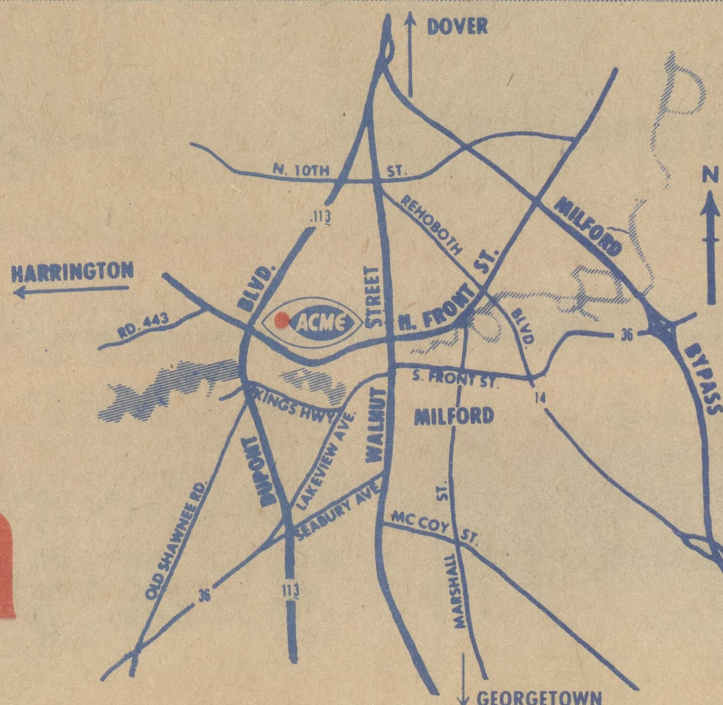 DOVER
N. 10TH ST.
113
REHOBOTH BLVD.
MILFORD BYPASS
N
HARRINGTON
DUPONT BLVD.
RD. 443
ACME
WALNUT STREET
N. FRONT ST.
36
S. FRONT ST.
14
KINGS HWY.
LAKEVIEW AVE.
MILFORD
SEABURY AVE.
OLD SHAWNEE RD.
MC COY ST.
MARSHALL ST.
36
113
GEORGETOWN